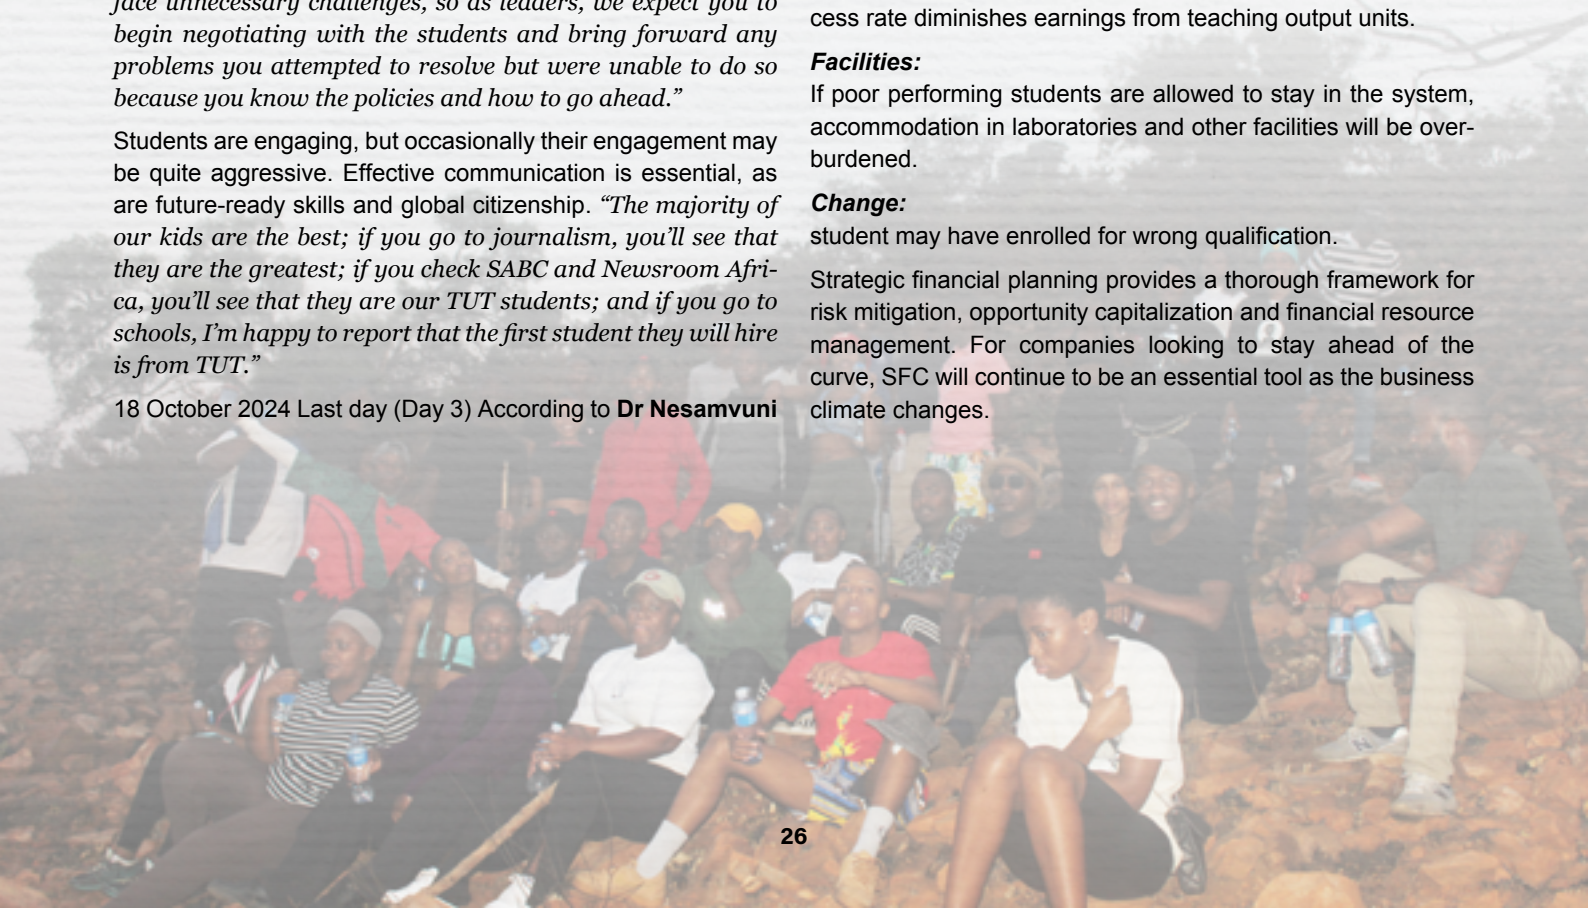 face unnecessary challenges, so as leaders, we expect you to
begin negotiating with the students and bring forward any
problems you attempted to resolve but were unable to do so
because you know the policies and how to go ahead.”
Students are engaging, but occasionally their engagement may
be quite aggressive. Effective communication is essential, as
are future-ready skills and global citizenship. “The majority of
our kids are the best; if you go to journalism, you’ll see that
they are the greatest; if you check SABC and Newsroom Afri-
ca, you’ll see that they are our TUT students; and if you go to
schools, I’m happy to report that the first student they will hire
is from TUT.”
18 October 2024 Last day (Day 3) According to Dr Nesamvuni
cess rate diminishes earnings from teaching output units.
Facilities:
If poor performing students are allowed to stay in the system,
accommodation in laboratories and other facilities will be over-
burdened.
Change:
student may have enrolled for wrong qualification.
Strategic financial planning provides a thorough framework for
risk mitigation, opportunity capitalization and financial resource
management. For companies looking to stay ahead of the
curve, SFC will continue to be an essential tool as the business
climate changes.
26